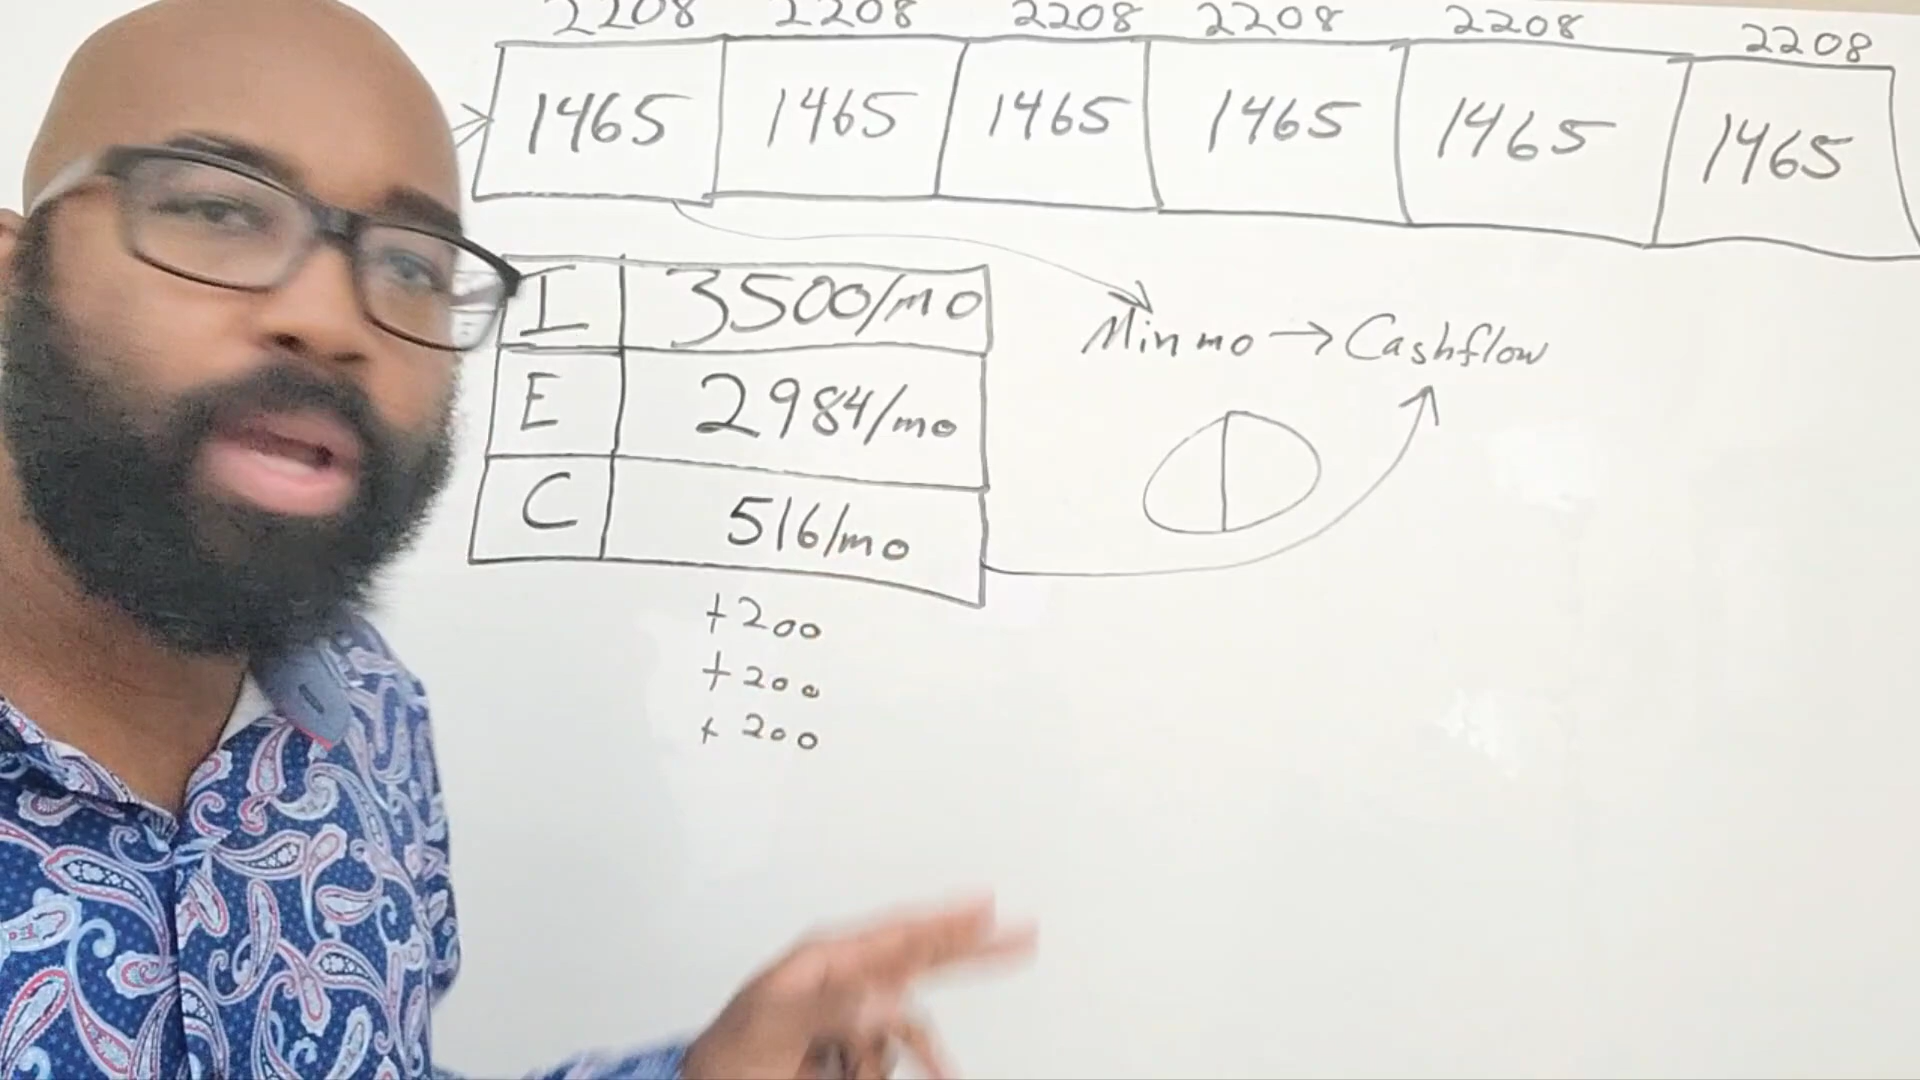 2208 2208 2208 2208 2208 2208
1465 1465 1465 1465 1465 1465
I 3500/mo
Min mo → Cashflow
E 2984/mo
C 516/mo
+200
+200
+200